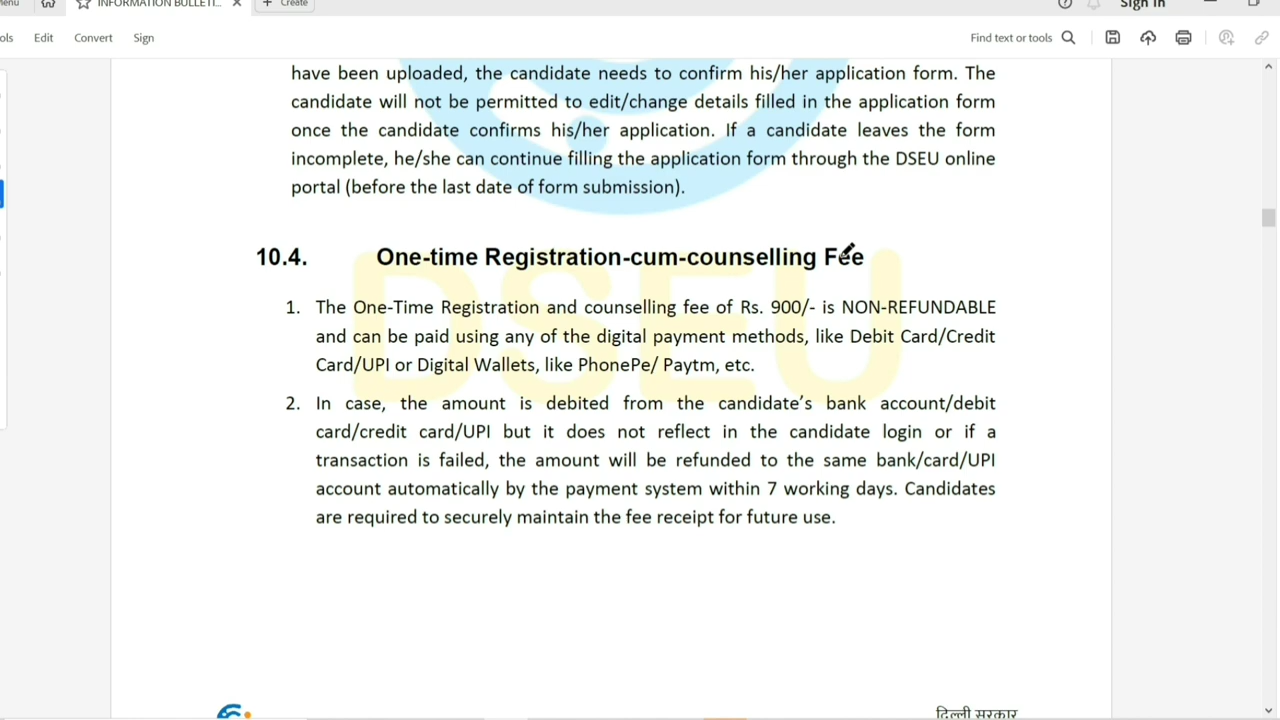 INFORMATION BULLETI...
Create
Sign in
Edit
Convert
Sign
Find text or tools
have been uploaded, the candidate needs to confirm his/her application form. The
candidate will not be permitted to edit/change details filled in the application form
once the candidate confirms his/her application. If a candidate leaves the form
incomplete, he/she can continue filling the application form through the DSEU online
portal (before the last date of form submission).
10.4. One-time Registration-cum-counselling Fee
1. The One-Time Registration and counselling fee of Rs. 900/- is NON-REFUNDABLE
and can be paid using any of the digital payment methods, like Debit Card/Credit
Card/UPI or Digital Wallets, like PhonePe/ Paytm, etc.
2. In case, the amount is debited from the candidate's bank account/debit
card/credit card/UPI but it does not reflect in the candidate login or if a
transaction is failed, the amount will be refunded to the same bank/card/UPI
account automatically by the payment system within 7 working days. Candidates
are required to securely maintain the fee receipt for future use.
DSEU
दिल्ली सरकार